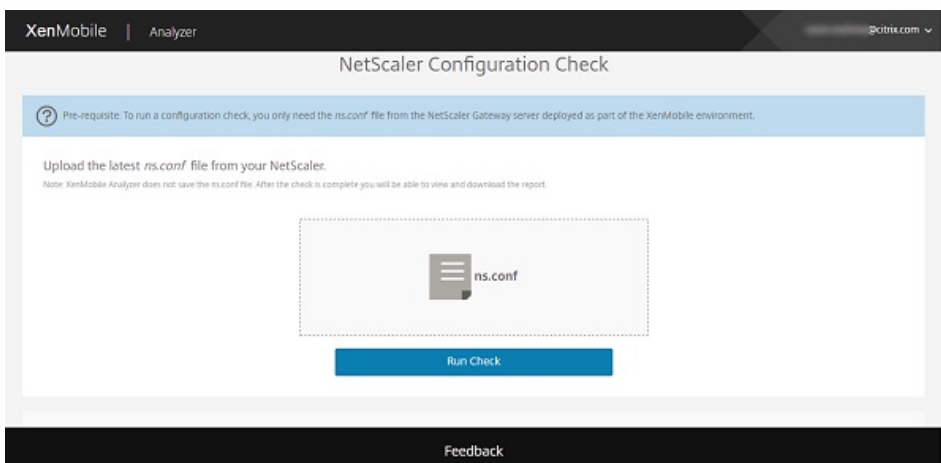 XenMobile | Analyzer
@citrix.com
NetScaler Configuration Check
Pre-requisite: To run a configuration check, you only need the ns.conf file from the NetScaler Gateway server deployed as part of the XenMobile environment.
Upload the latest ns.conf file from your NetScaler.
Note: XenMobile Analyzer does not save the ns.conf file. After the check is complete you will be able to view and download the report.
ns.conf
Run Check
Feedback